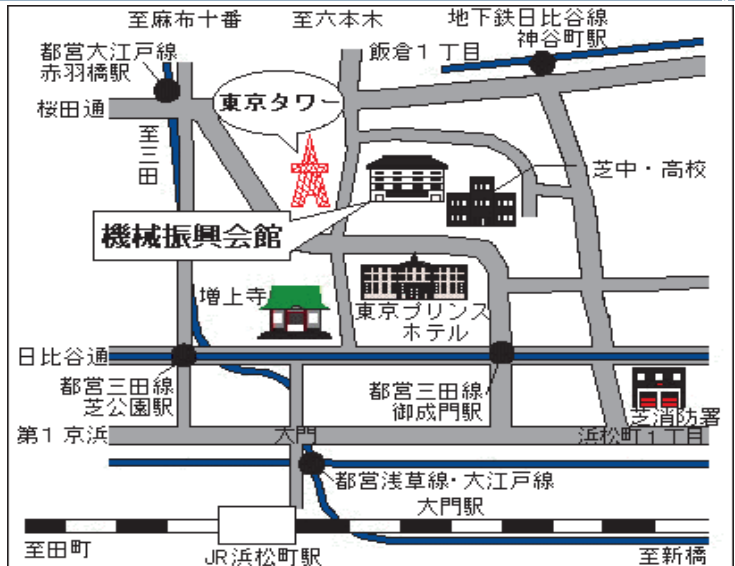 至麻布十番
至六本木
地下鉄日比谷線
神谷町駅
都営大江戸線
赤羽橋駅
飯倉1丁目
桜田通
東京タワー
至三田
芝中・高校
機械振興会館
増上寺
東京プリンス
ホテル
日比谷通
都営三田線
芝公園駅
都営三田線
御成門駅
芝消防署
第1京浜
大門
浜松町1丁目
都営浅草線・大江戸線
大門駅
至田町
JR浜松町駅
至新橋